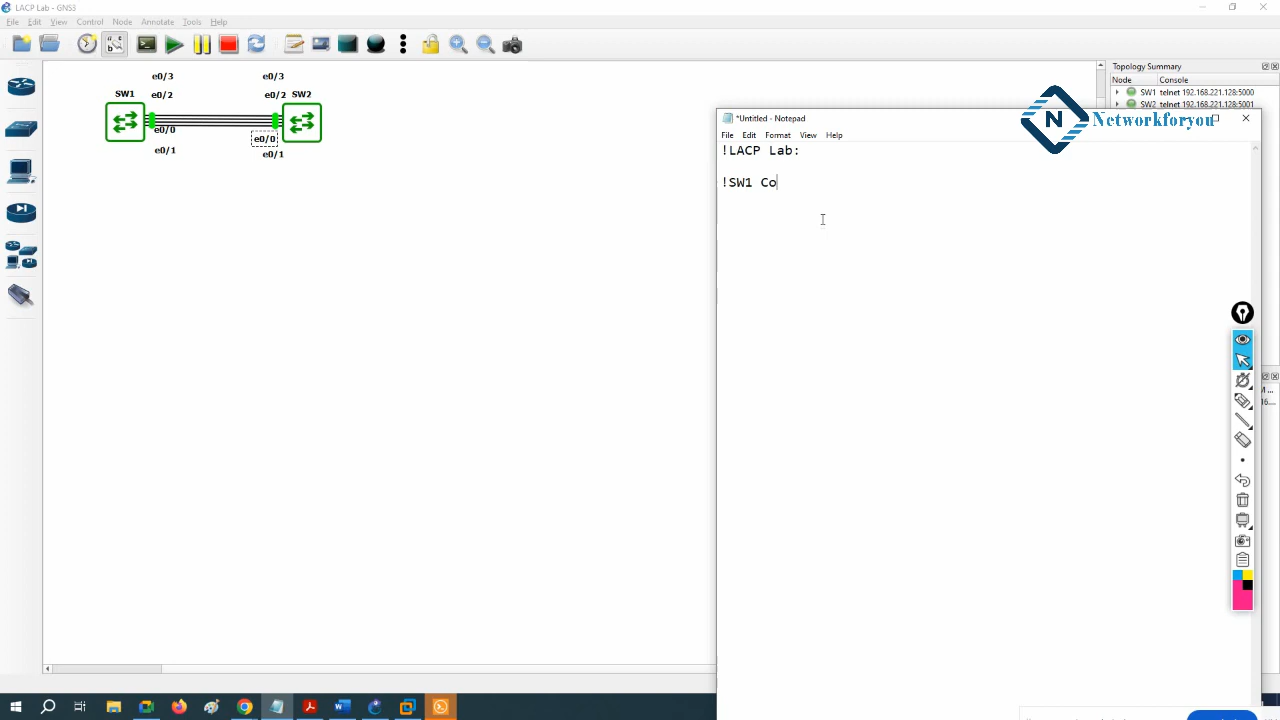 LACP Lab - GNS3
File Edit View Control Node Annotate Tools Help
e0/3 e0/3
SW1 e0/2 e0/2 SW2
e0/0 e0/0
e0/1 e0/1
Topology Summary
Node Console
SW1 telnet 192.168.221.128:5000
SW2 telnet 192.168.221.128:5001
N Networkforyou
*Untitled - Notepad
File Edit Format View Help
!LACP Lab:
!SW1 Co